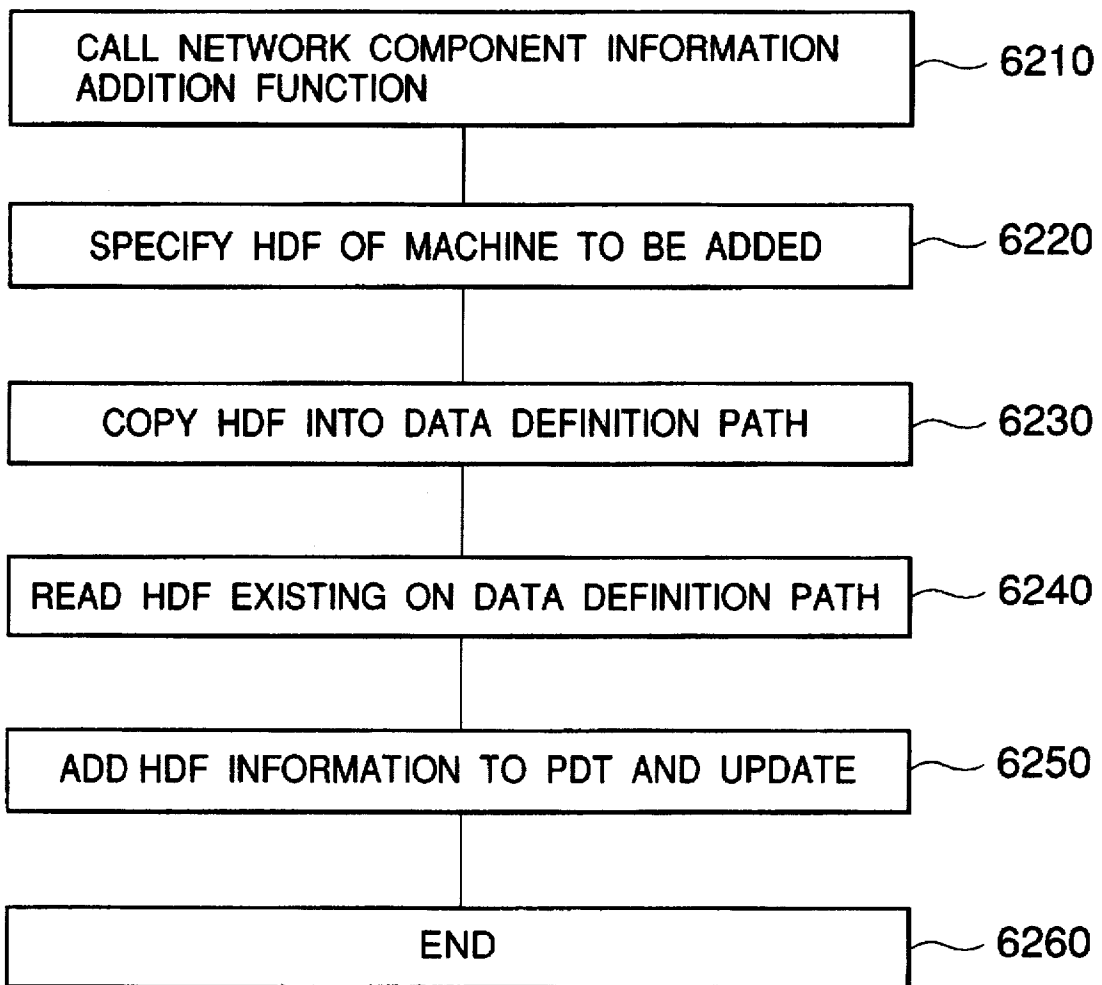 CALL NETWORK COMPONENT INFORMATION
ADDITION FUNCTION
6210
SPECIFY HDF OF MACHINE TO BE ADDED
6220
COPY HDF INTO DATA DEFINITION PATH
6230
READ HDF EXISTING ON DATA DEFINITION PATH
6240
ADD HDF INFORMATION TO PDT AND UPDATE
6250
END
6260